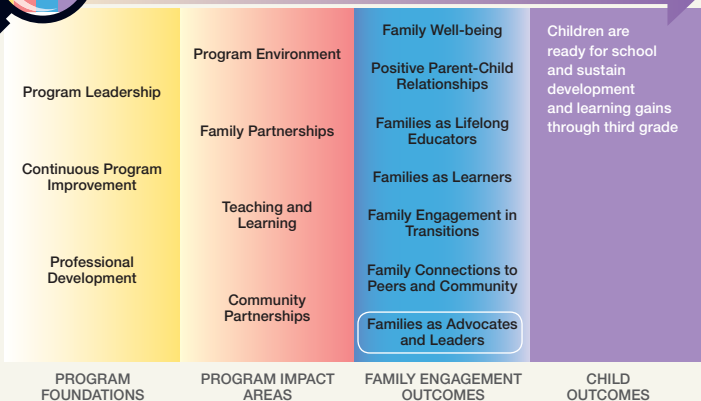 Program Leadership
Continuous Program
Improvement
Professional
Development
PROGRAM
FOUNDATIONS
Program Environment
Family Partnerships
Teaching and
Learning
Community
Partnerships
PROGRAM IMPACT
AREAS
Family Well-being
Positive Parent-Child
Relationships
Families as Lifelong
Educators
Families as Learners
Family Engagement in
Transitions
Family Connections to
Peers and Community
Families as Advocates
and Leaders
FAMILY ENGAGEMENT
OUTCOMES
Children are
ready for school
and sustain
development
and learning gains
through third grade
CHILD
OUTCOMES